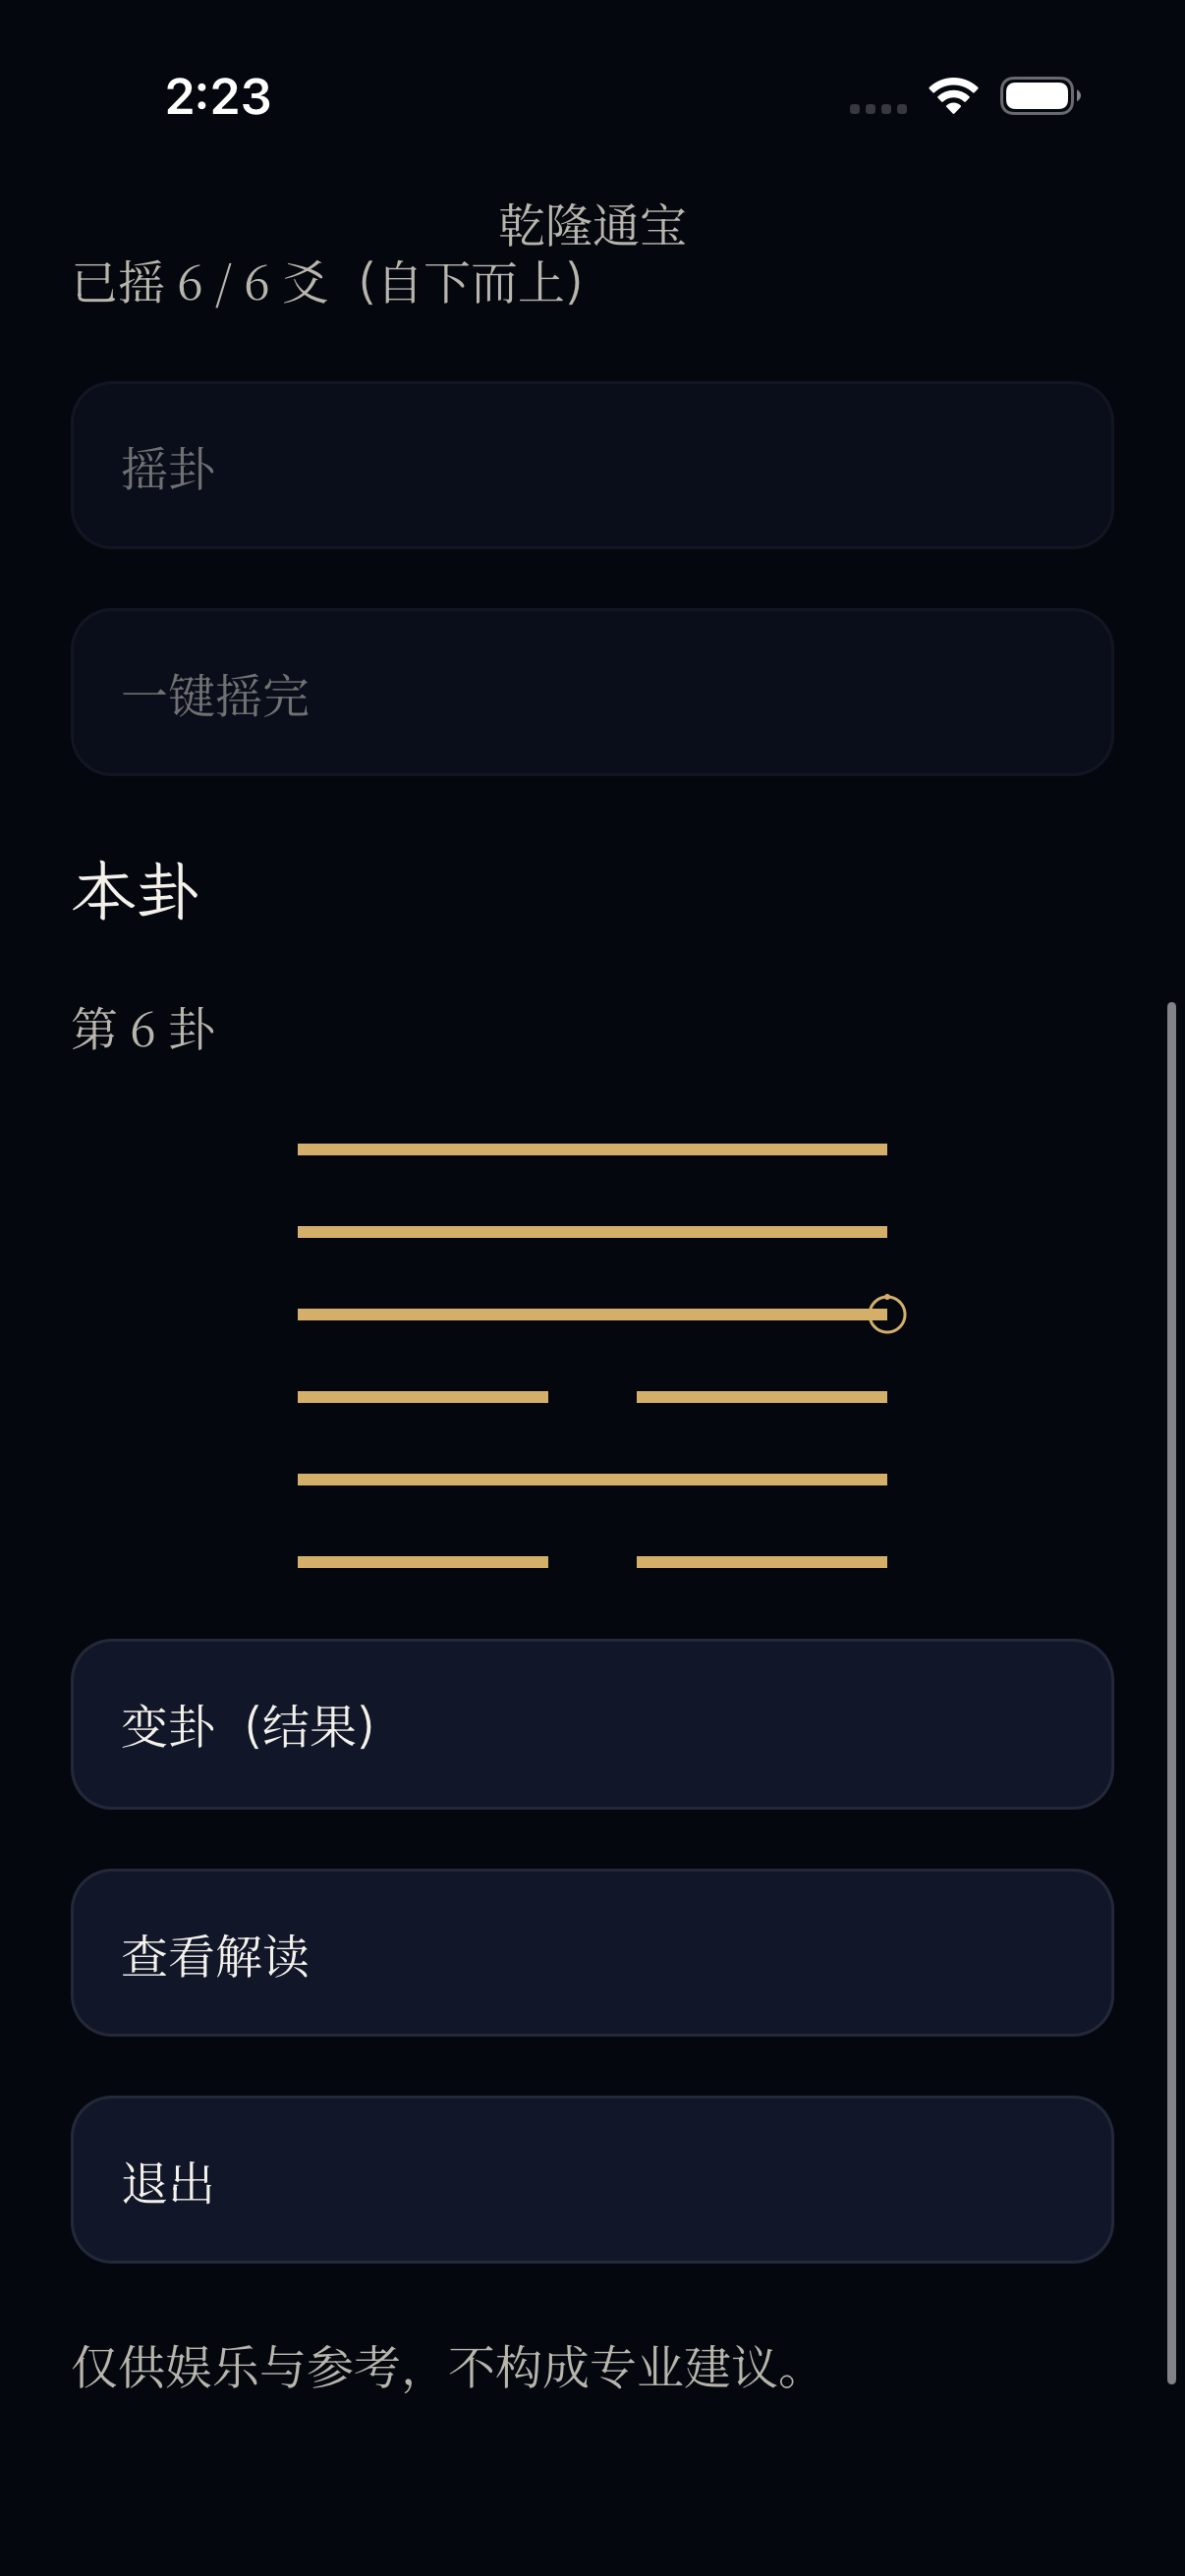 2:23
乾隆通宝
已摇 6 / 6 爻（自下而上）
摇卦
一键摇完
本卦
第 6 卦
变卦（结果）
查看解读
退出
仅供娱乐与参考，不构成专业建议。